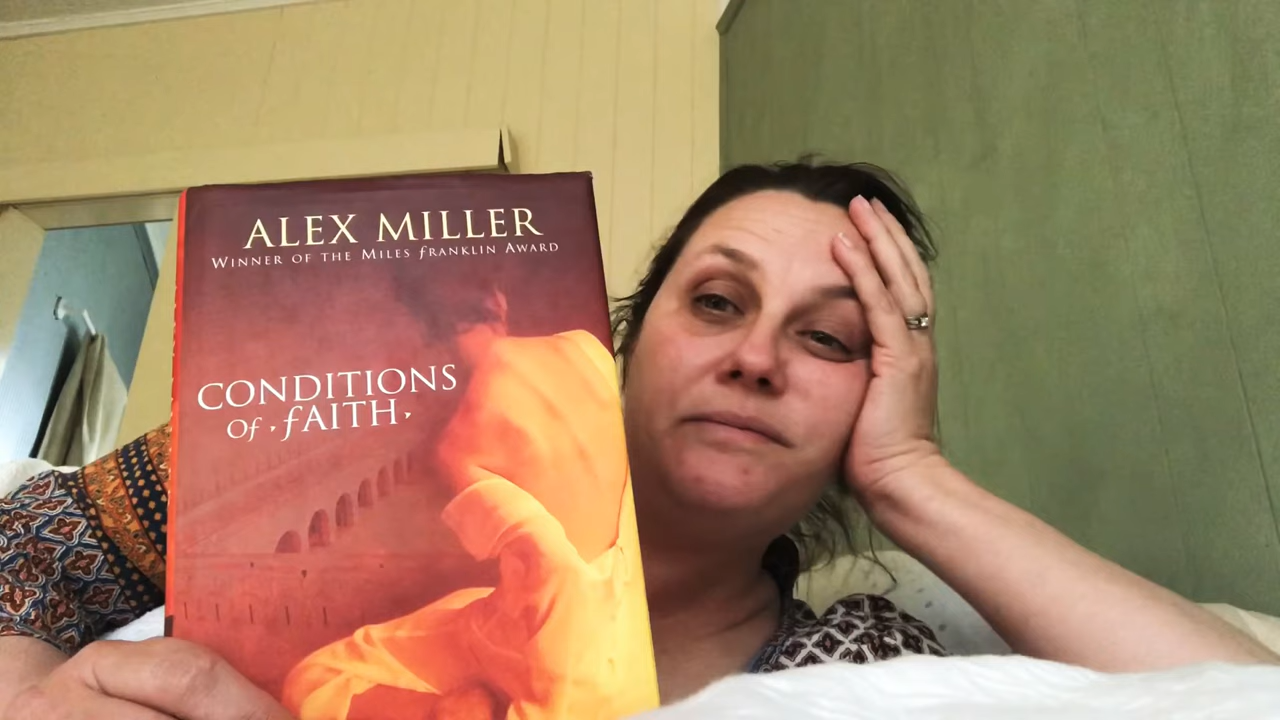 ALEX MILLER
WINNER OF THE MILES fRANKLIN AWARD
CONDITIONS
Of fAITH